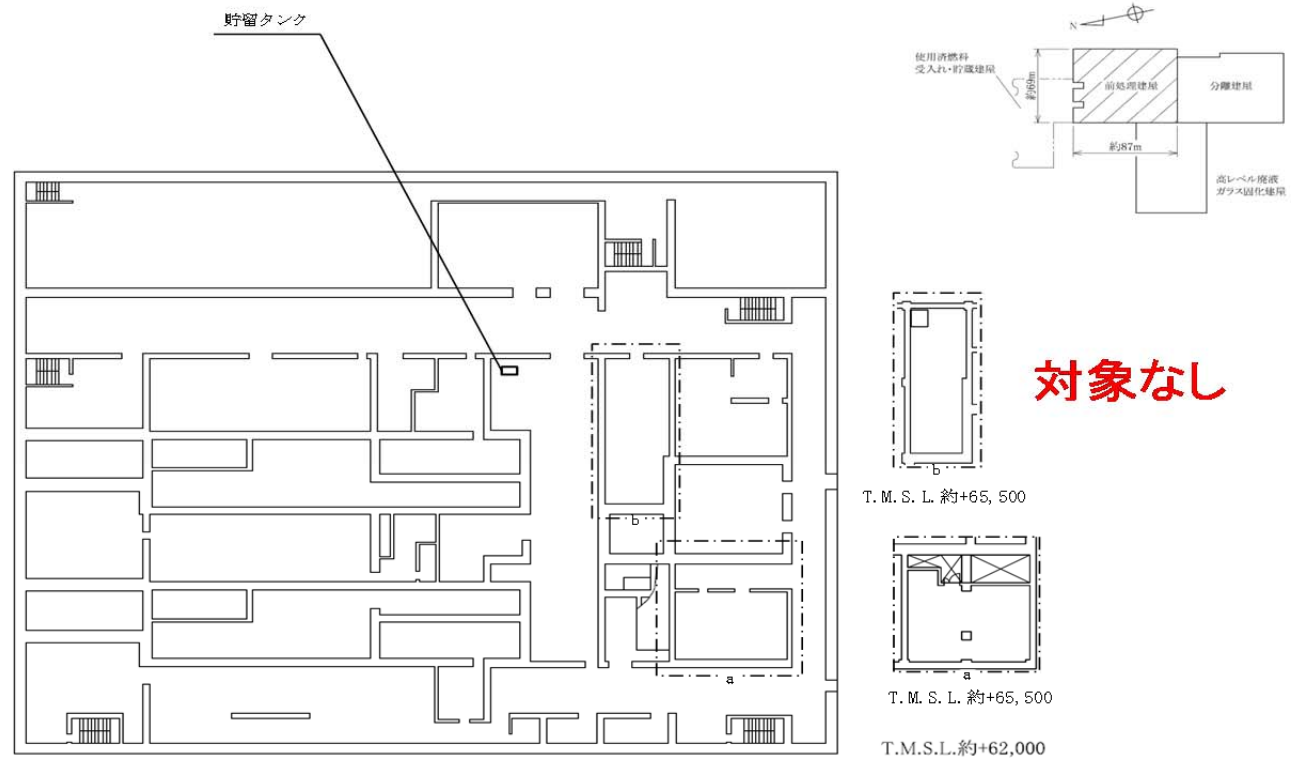 貯留タンク
N
使用済燃料
受入れ・貯蔵建屋
約69m
前処理建屋
分離建屋
約87m
高レベル廃液
ガラス固化建屋
対象なし
b
T.M.S.L.約+65,500
b
a
T.M.S.L.約+65,500
a
T.M.S.L.約+62,000